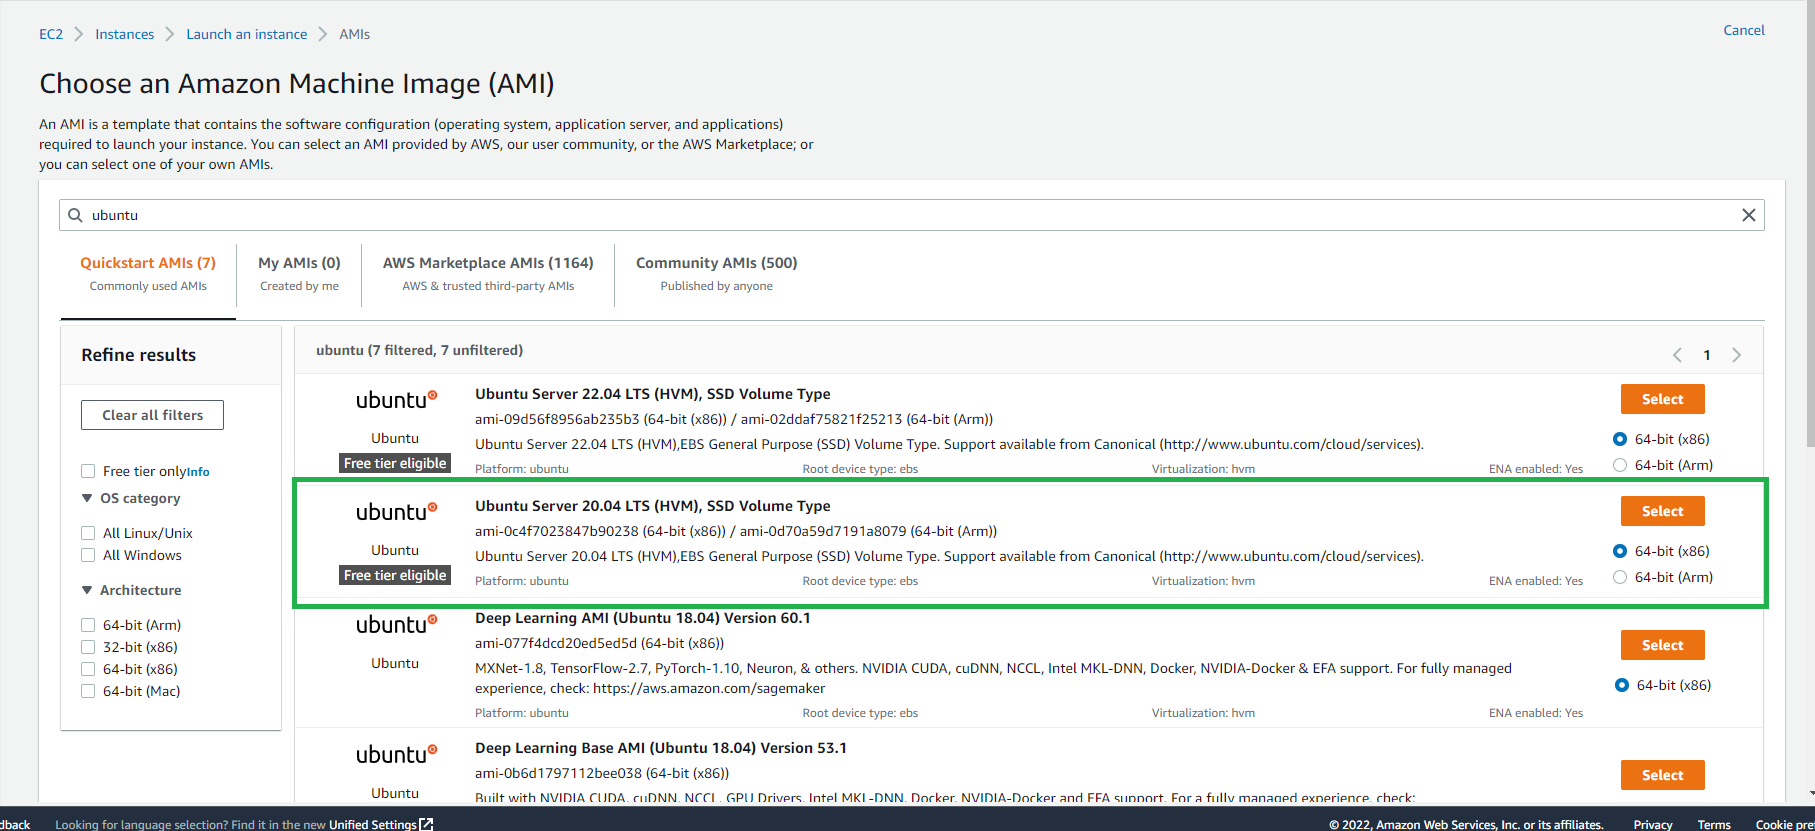 EC2 > Instances > Launch an instance > AMIs
Cancel
Choose an Amazon Machine Image (AMI)
An AMI is a template that contains the software configuration (operating system, application server, and applications)
required to launch your instance. You can select an AMI provided by AWS, our user community, or the AWS Marketplace; or
you can select one of your own AMIs.
ubuntu
Quickstart AMIs (7)
Commonly used AMIs
My AMIs (0)
Created by me
AWS Marketplace AMIs (1164)
AWS & trusted third-party AMIs
Community AMIs (500)
Published by anyone
Refine results
Clear all filters
Free tier only Info
OS category
All Linux/Unix
All Windows
Architecture
64-bit (Arm)
32-bit (x86)
64-bit (x86)
64-bit (Mac)
ubuntu (7 filtered, 7 unfiltered)
1
ubuntu
Ubuntu
Free tier eligible
Ubuntu Server 22.04 LTS (HVM), SSD Volume Type
ami-09d56f8956ab235b3 (64-bit (x86)) / ami-02ddaf75821f25213 (64-bit (Arm))
Ubuntu Server 22.04 LTS (HVM),EBS General Purpose (SSD) Volume Type. Support available from Canonical (http://www.ubuntu.com/cloud/services).
Platform: ubuntu Root device type: ebs Virtualization: hvm ENA enabled: Yes
Select
64-bit (x86)
64-bit (Arm)
ubuntu
Ubuntu
Free tier eligible
Ubuntu Server 20.04 LTS (HVM), SSD Volume Type
ami-0c4f7023847b90238 (64-bit (x86)) / ami-0d70a59d7191a8079 (64-bit (Arm))
Ubuntu Server 20.04 LTS (HVM),EBS General Purpose (SSD) Volume Type. Support available from Canonical (http://www.ubuntu.com/cloud/services).
Platform: ubuntu Root device type: ebs Virtualization: hvm ENA enabled: Yes
Select
64-bit (x86)
64-bit (Arm)
ubuntu
Ubuntu
Deep Learning AMI (Ubuntu 18.04) Version 60.1
ami-077f4dcd20ed5ed5d (64-bit (x86))
MXNet-1.8, TensorFlow-2.7, PyTorch-1.10, Neuron, & others. NVIDIA CUDA, cuDNN, NCCL, Intel MKL-DNN, Docker, NVIDIA-Docker & EFA support. For fully managed
experience, check: https://aws.amazon.com/sagemaker
Platform: ubuntu Root device type: ebs Virtualization: hvm ENA enabled: Yes
Select
64-bit (x86)
ubuntu
Ubuntu
Deep Learning Base AMI (Ubuntu 18.04) Version 53.1
ami-0b6d1797112bee038 (64-bit (x86))
Built with NVIDIA CUDA, cuDNN, NCCL, GPU Drivers, Intel MKL-DNN, Docker, NVIDIA-Docker and EFA support. For a fully managed experience, check:
Select
dback Looking for language selection? Find it in the new Unified Settings
© 2022, Amazon Web Services, Inc. or its affiliates. Privacy Terms Cookie pre